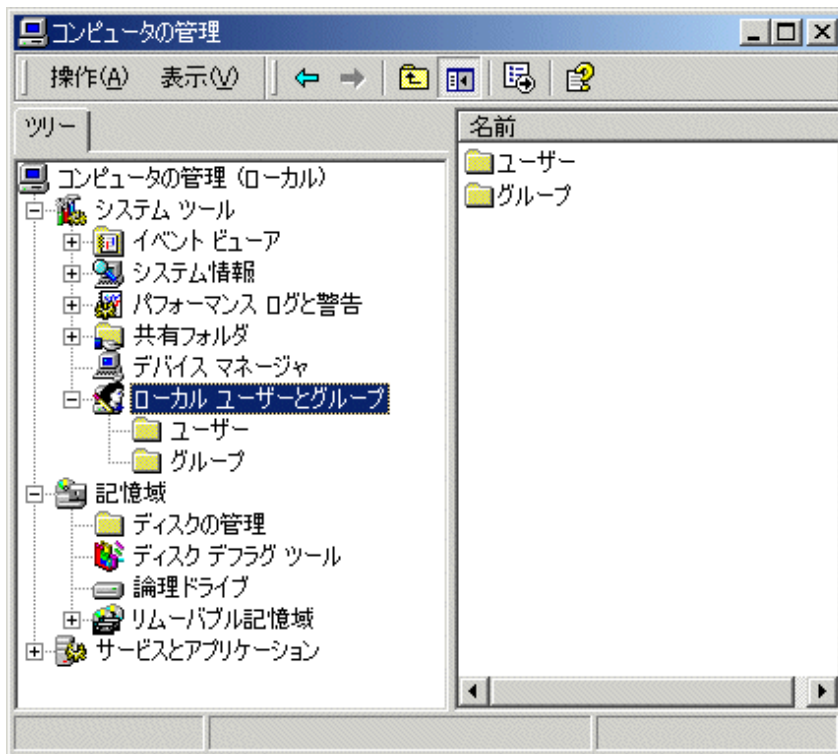 コンピュータの管理
操作(A) 表示(V)
ツリー
コンピュータの管理 (ローカル)
システム ツール
イベント ビューア
システム情報
パフォーマンス ログと警告
共有フォルダ
デバイス マネージャ
ローカル ユーザーとグループ
ユーザー
グループ
記憶域
ディスクの管理
ディスク デフラグ ツール
論理ドライブ
リムーバブル記憶域
サービスとアプリケーション
名前
ユーザー
グループ